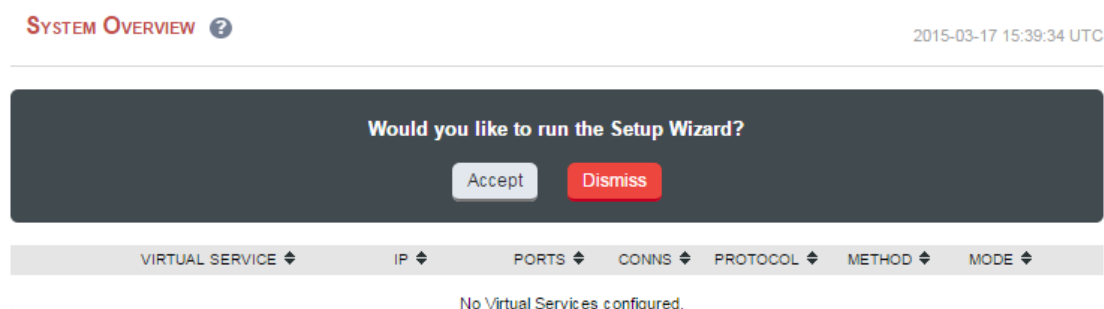 System Overview ?
2015-03-17 15:39:34 UTC
Would you like to run the Setup Wizard?
Accept Dismiss
VIRTUAL SERVICE IP PORTS CONNS PROTOCOL METHOD MODE
No Virtual Services configured.